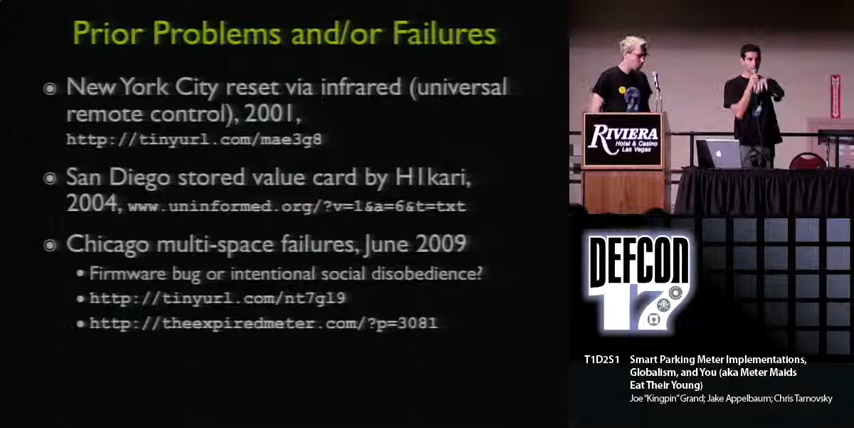 Prior Problems and/or Failures
New York City reset via infrared (universal
remote control), 2001,
http://tinyurl.com/mae3g8
San Diego stored value card by H1kari,
2004, www.uninformed.org/?v=1&a=6&t=txt
Chicago multi-space failures, June 2009
Firmware bug or intentional social disobedience?
http://tinyurl.com/nt7gl9
http://theexpiredmeter.com/?p=3081
RIVIERA
Hotel & Casino
Las Vegas
DEFCON
17
T1D2S1 Smart Parking Meter Implementations,
Globalism, and You (aka Meter Maids
Eat Their Young)
Joe "Kingpin" Grand; Jake Appelbaum; Chris Tarnovsky